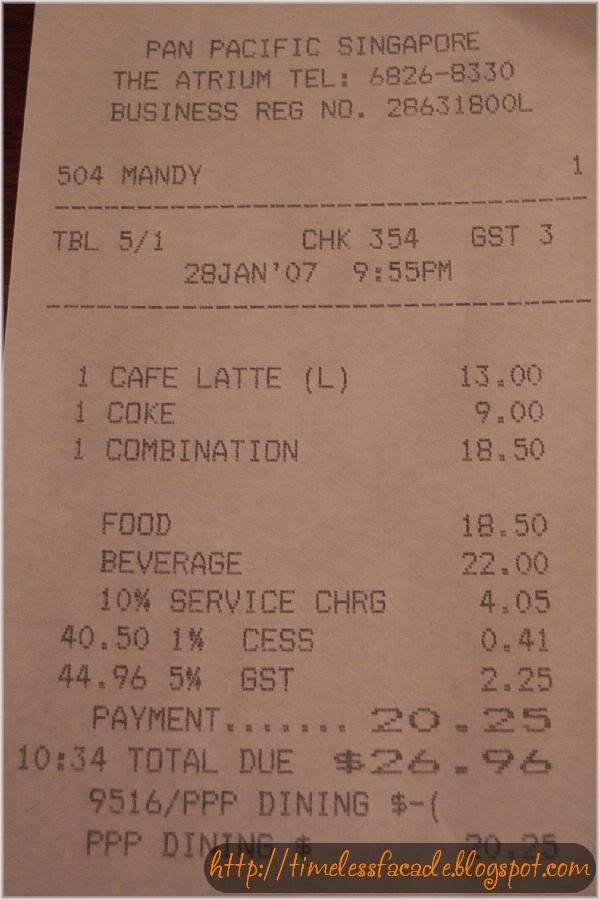 PAN PACIFIC SINGAPORE
THE ATRIUM TEL: 6826-8330
BUSINESS REG NO. 28631800L
504 MANDY 1
TBL 5/1 CHK 354 GST 3
28JAN'07 9:55PM
1 CAFE LATTE (L) 13.00
1 COKE 9.00
1 COMBINATION 18.50
FOOD 18.50
BEVERAGE 22.00
10% SERVICE CHRG 4.05
40.50 1% CESS 0.41
44.96 5% GST 2.25
PAYMENT....... 20.25
10:34 TOTAL DUE $26.96
9516/PPP DINING $-(
PPP DINING $ 20.25
http://timelessfacade.blogspot.com